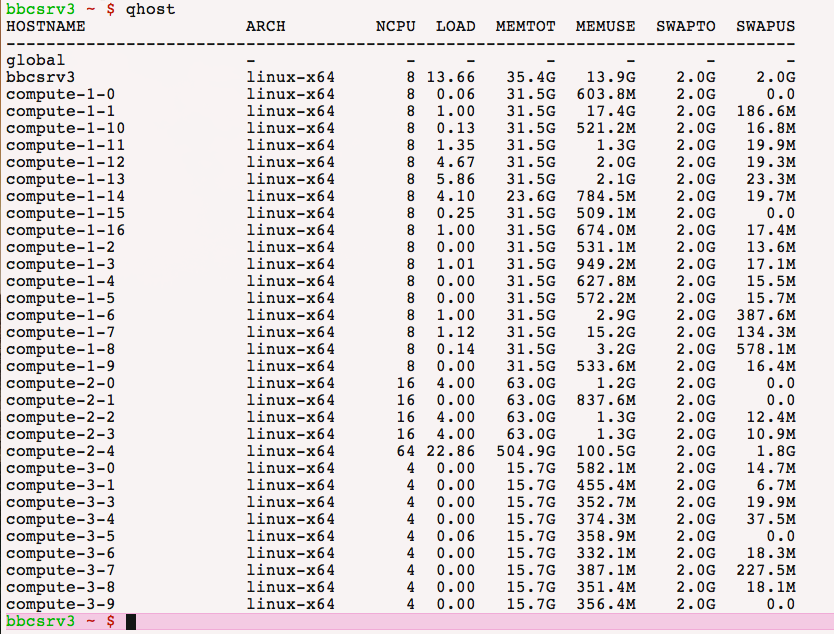 bbcsrv3 ~ $ qhost
HOSTNAME                ARCH         NCPU  LOAD  MEMTOT  MEMUSE  SWAPTO  SWAPUS
-------------------------------------------------------------------------------
global                  -               -     -       -       -       -       -
bbcsrv3                 linux-x64       8 13.66   35.4G   13.9G    2.0G    2.0G
compute-1-0             linux-x64       8  0.06   31.5G  603.8M    2.0G     0.0
compute-1-1             linux-x64       8  1.00   31.5G   17.4G    2.0G  186.6M
compute-1-10            linux-x64       8  0.13   31.5G  521.2M    2.0G   16.8M
compute-1-11            linux-x64       8  1.35   31.5G    1.3G    2.0G   19.9M
compute-1-12            linux-x64       8  4.67   31.5G    2.0G    2.0G   19.3M
compute-1-13            linux-x64       8  5.86   31.5G    2.1G    2.0G   23.3M
compute-1-14            linux-x64       8  4.10   23.6G  784.5M    2.0G   19.7M
compute-1-15            linux-x64       8  0.25   31.5G  509.1M    2.0G     0.0
compute-1-16            linux-x64       8  1.00   31.5G  674.0M    2.0G   17.4M
compute-1-2             linux-x64       8  0.00   31.5G  531.1M    2.0G   13.6M
compute-1-3             linux-x64       8  1.01   31.5G  949.2M    2.0G   17.1M
compute-1-4             linux-x64       8  0.00   31.5G  627.8M    2.0G   15.5M
compute-1-5             linux-x64       8  0.00   31.5G  572.2M    2.0G   15.7M
compute-1-6             linux-x64       8  1.00   31.5G    2.9G    2.0G  387.6M
compute-1-7             linux-x64       8  1.12   31.5G   15.2G    2.0G  134.3M
compute-1-8             linux-x64       8  0.14   31.5G    3.2G    2.0G  578.1M
compute-1-9             linux-x64       8  0.00   31.5G  533.6M    2.0G   16.4M
compute-2-0             linux-x64      16  4.00   63.0G    1.2G    2.0G     0.0
compute-2-1             linux-x64      16  0.00   63.0G  837.6M    2.0G     0.0
compute-2-2             linux-x64      16  4.00   63.0G    1.3G    2.0G   12.4M
compute-2-3             linux-x64      16  4.00   63.0G    1.3G    2.0G   10.9M
compute-2-4             linux-x64      64 22.86  504.9G  100.5G    2.0G    1.8G
compute-3-0             linux-x64       4  0.00   15.7G  582.1M    2.0G   14.7M
compute-3-1             linux-x64       4  0.00   15.7G  455.4M    2.0G    6.7M
compute-3-3             linux-x64       4  0.00   15.7G  352.7M    2.0G   19.9M
compute-3-4             linux-x64       4  0.00   15.7G  374.3M    2.0G   37.5M
compute-3-5             linux-x64       4  0.06   15.7G  358.9M    2.0G     0.0
compute-3-6             linux-x64       4  0.00   15.7G  332.1M    2.0G   18.3M
compute-3-7             linux-x64       4  0.00   15.7G  387.1M    2.0G  227.5M
compute-3-8             linux-x64       4  0.00   15.7G  351.4M    2.0G   18.1M
compute-3-9             linux-x64       4  0.00   15.7G  356.4M    2.0G     0.0
bbcsrv3 ~ $